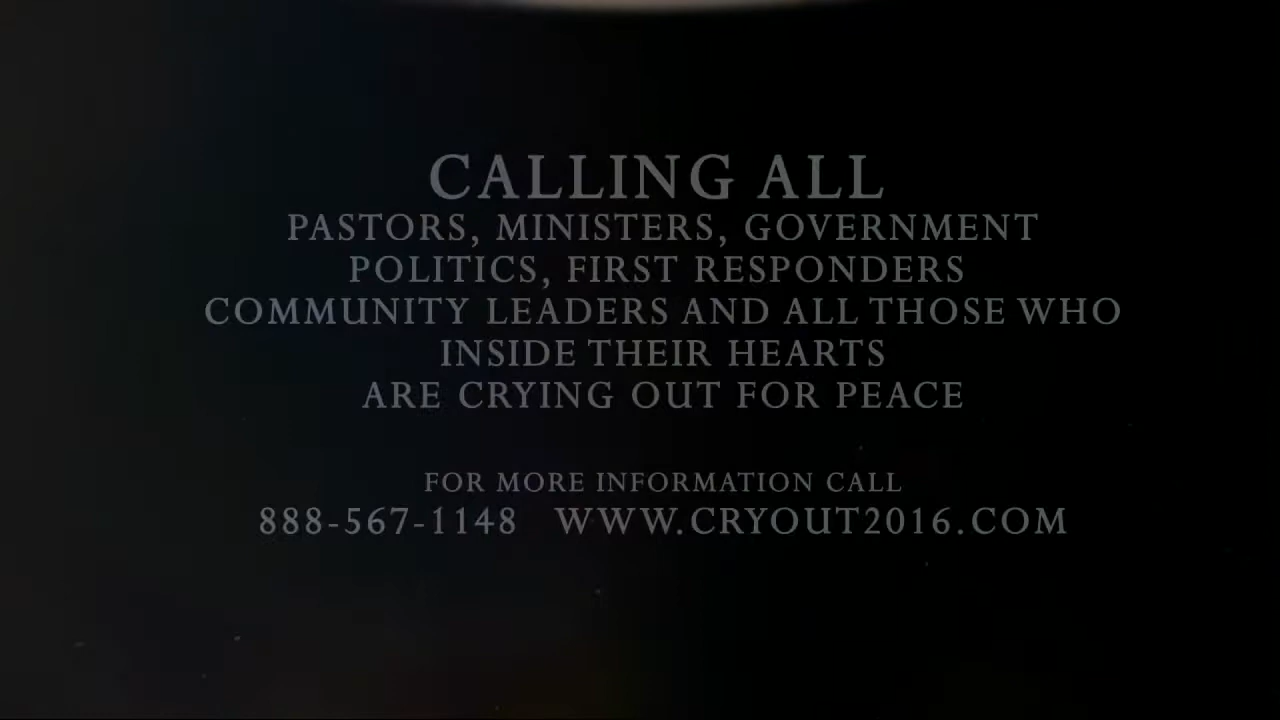 CALLING ALL
PASTORS, MINISTERS, GOVERNMENT
POLITICS, FIRST RESPONDERS
COMMUNITY LEADERS AND ALL THOSE WHO
INSIDE THEIR HEARTS
ARE CRYING OUT FOR PEACE
FOR MORE INFORMATION CALL
888-567-1148 WWW.CRYOUT2016.COM